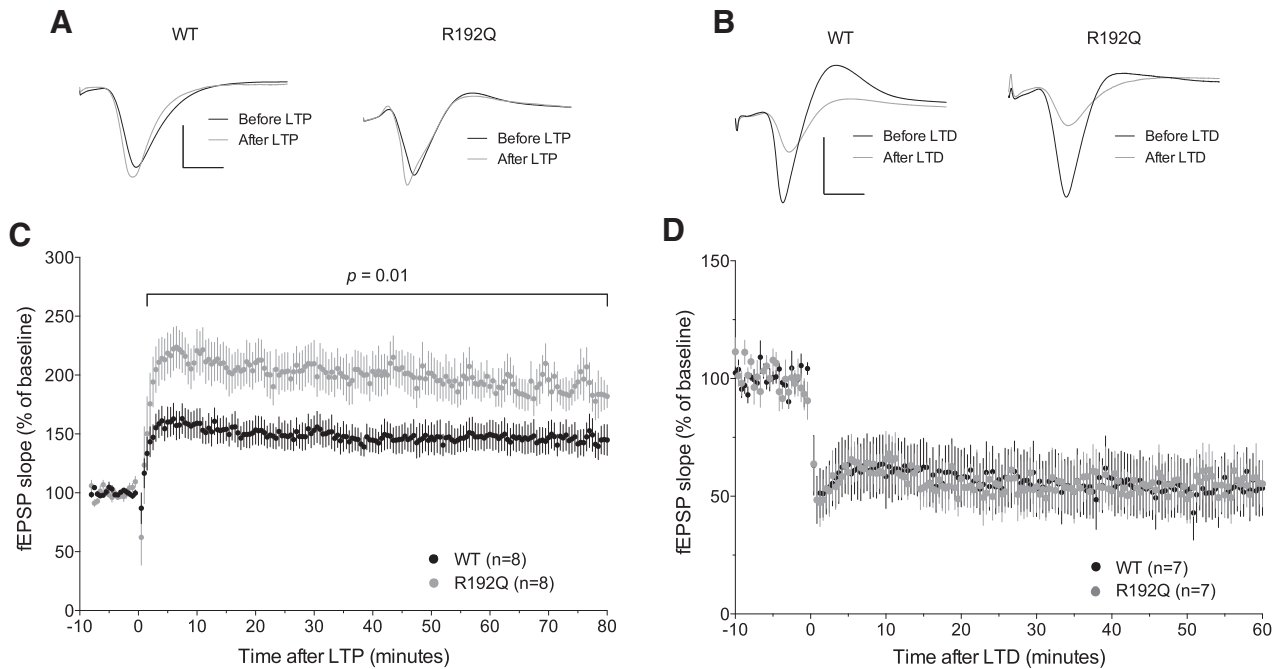 A
WT
R192Q
Before LTP
After LTP
Before LTP
After LTP
B
WT
R192Q
Before LTD
After LTD
Before LTD
After LTD
C
300
250
200
150
100
50
0
fEPSP slope (% of baseline)
p = 0.01
WT (n=8)
R192Q (n=8)
-10 0 10 20 30 40 50 60 70 80
Time after LTP (minutes)
D
150
100
50
0
fEPSP slope (% of baseline)
WT (n=7)
R192Q (n=7)
-10 0 10 20 30 40 50 60
Time after LTD (minutes)